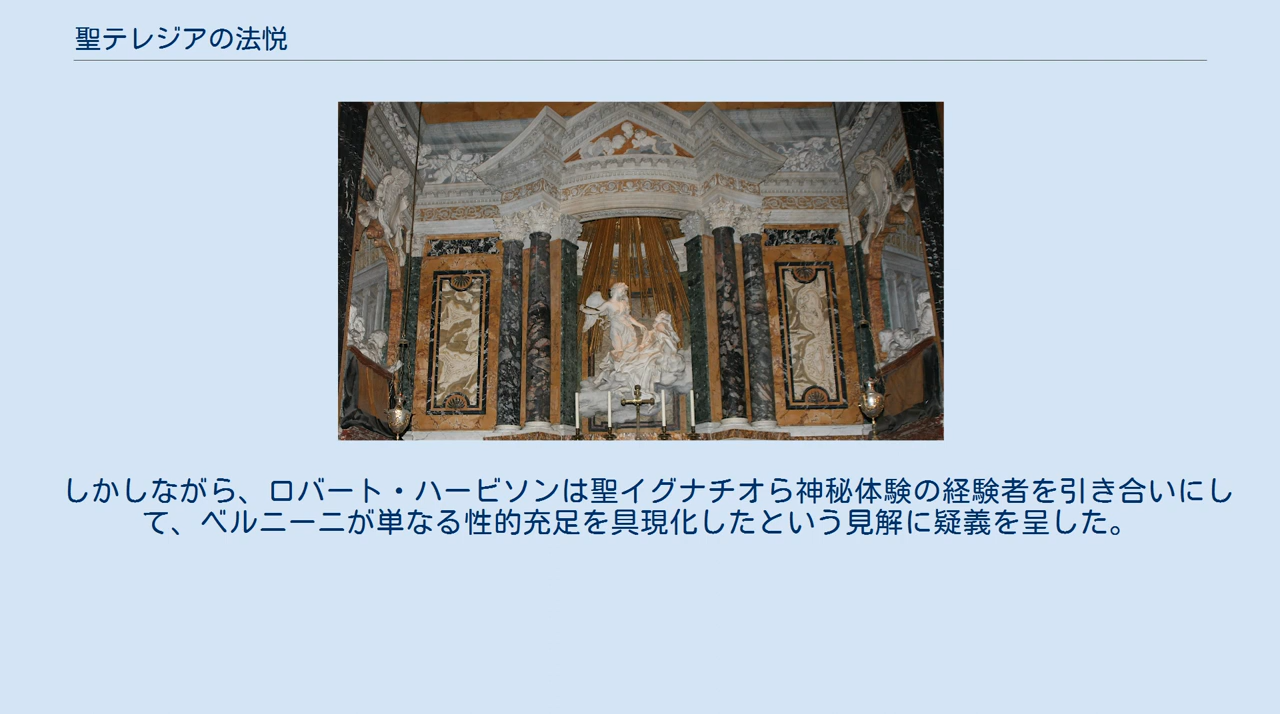 聖テレジアの法悦
しかしながら、ロバート・ハービソンは聖イグナチオら神秘体験の経験者を引き合いにし
て、ベルニーニが単なる性的充足を具現化したという見解に疑義を呈した。